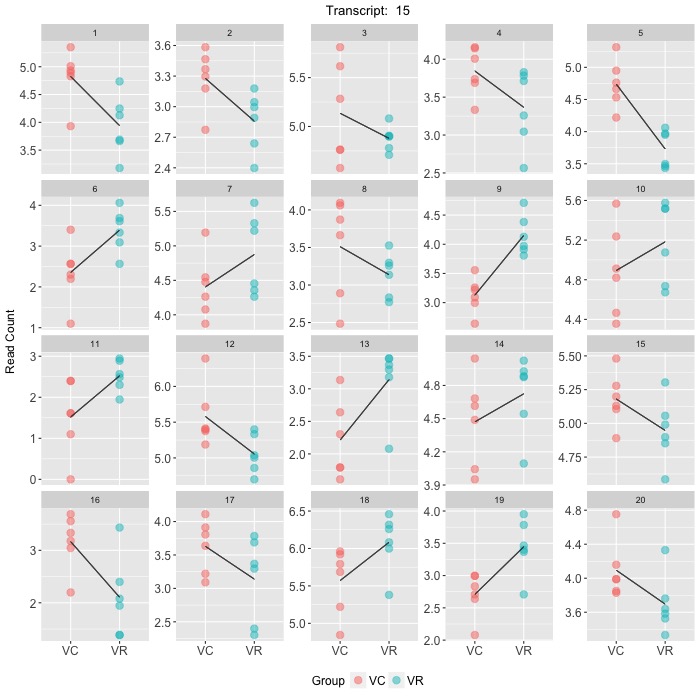 Transcript:  15
1 2 3 4 5
5.0 4.5 4.0 3.5
3.6 3.3 3.0 2.7 2.4
5.5 5.0
4.0 3.5 3.0 2.5
5.0 4.5 4.0 3.5
6 7 8 9 10
4 3 2 1
5.5 5.0 4.5 4.0
4.0 3.5 3.0 2.5
4.5 4.0 3.5 3.0
5.6 5.2 4.8 4.4
Read Count
11 12 13 14 15
3 2 1 0
6.0 5.5 5.0
3.5 3.0 2.5 2.0
4.8 4.5 4.2 3.9
5.50 5.25 5.00 4.75
16 17 18 19 20
3 2
4.0 3.5 3.0 2.5
6.5 6.0 5.5 5.0
4.0 3.5 3.0 2.5 2.0
4.8 4.4 4.0 3.6
VC VR VC VR VC VR VC VR VC VR
Group VC VR